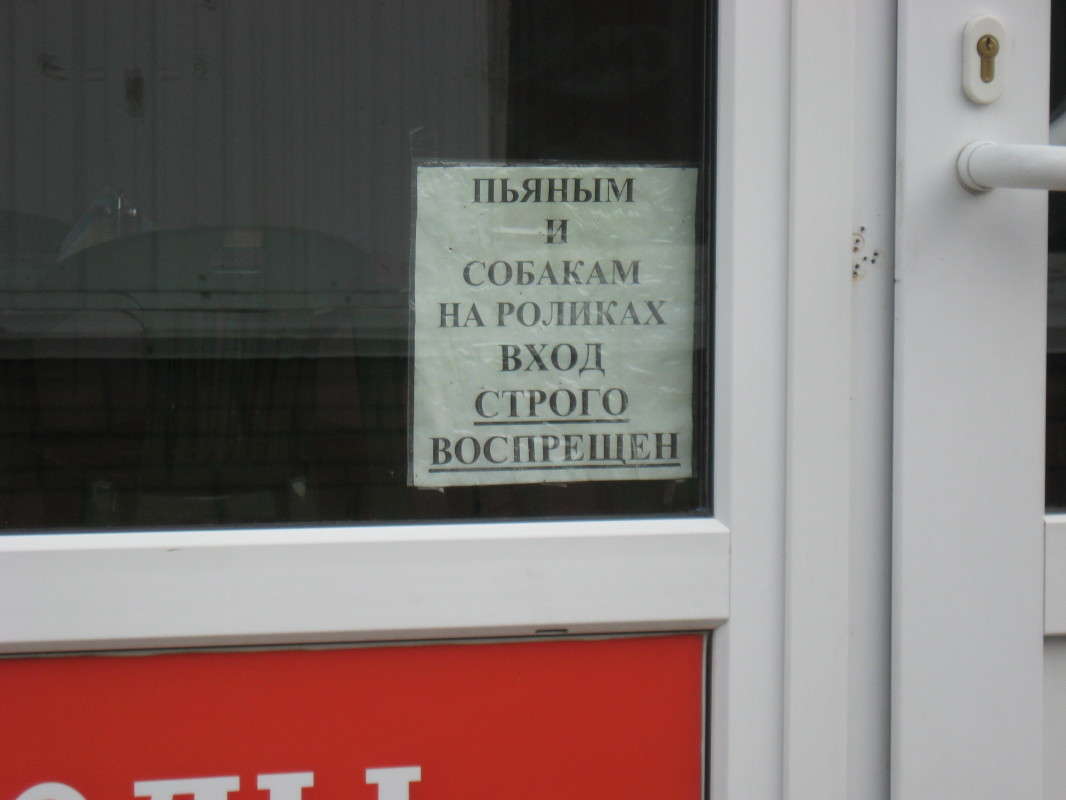 ПЬЯНЫМ
И
СОБАКАМ
НА РОЛИКАХ
ВХОД
СТРОГО
ВОСПРЕЩЕН